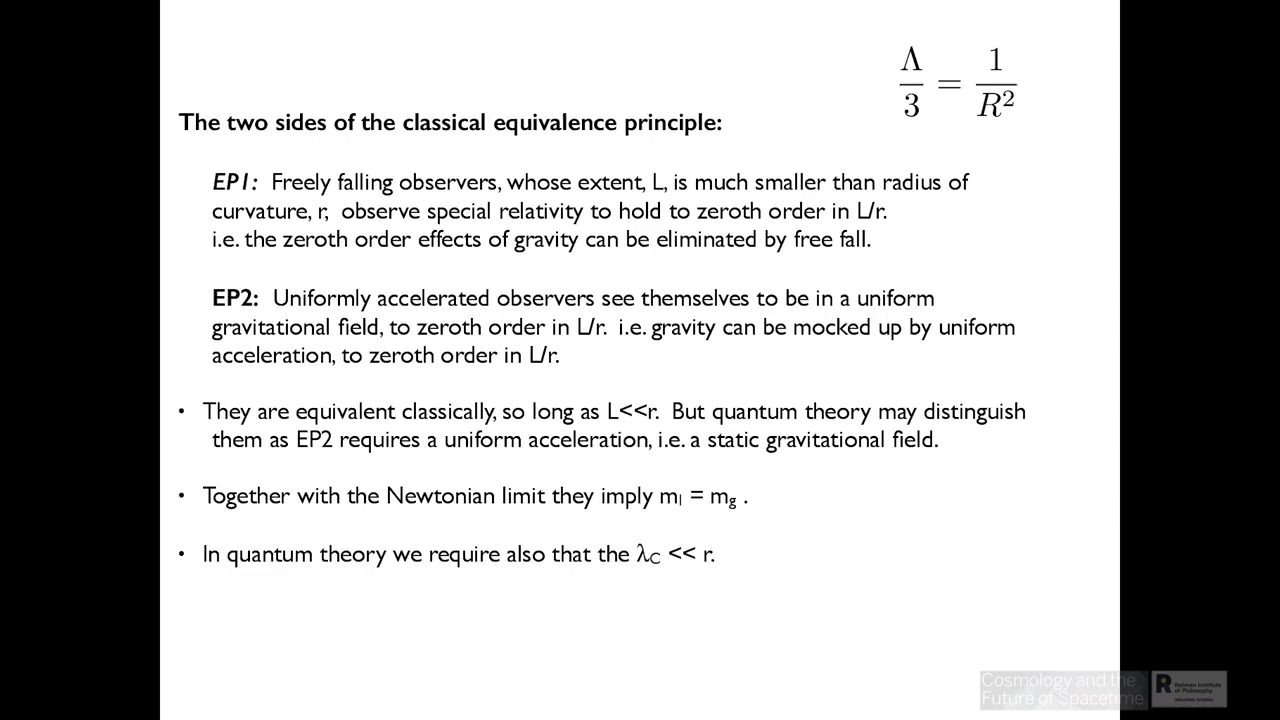 Λ/3 = 1/R²
The two sides of the classical equivalence principle:
EP1: Freely falling observers, whose extent, L, is much smaller than radius of
curvature, r, observe special relativity to hold to zeroth order in L/r.
i.e. the zeroth order effects of gravity can be eliminated by free fall.
EP2: Uniformly accelerated observers see themselves to be in a uniform
gravitational field, to zeroth order in L/r. i.e. gravity can be mocked up by uniform
acceleration, to zeroth order in L/r.
• They are equivalent classically, so long as L<<r. But quantum theory may distinguish
them as EP2 requires a uniform acceleration, i.e. a static gravitational field.
• Together with the Newtonian limit they imply mI = mg .
• In quantum theory we require also that the λC << r.
Cosmology and the
Future of Spacetime
R
Rotman Institute
of Philosophy